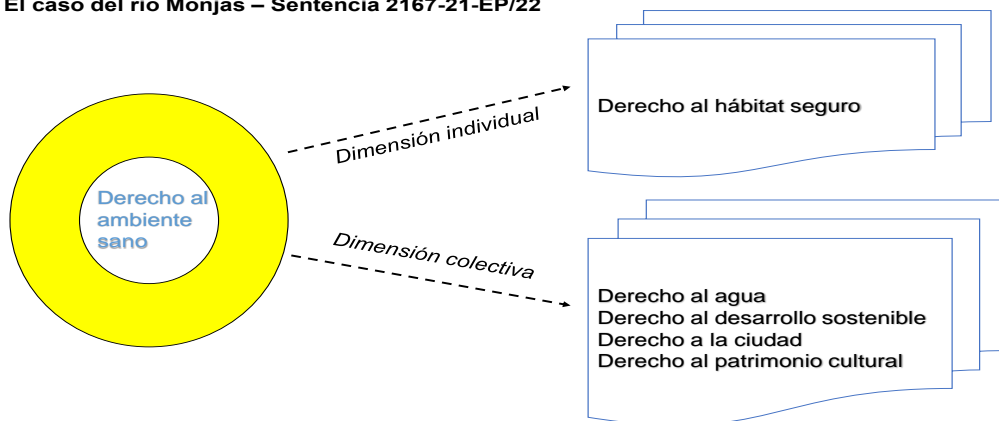 El caso del río Monjas – Sentencia 2167-21-EP/22
Derecho al
ambiente
sano
Dimensión individual
Derecho al hábitat seguro
Dimensión colectiva
Derecho al agua
Derecho al desarrollo sostenible
Derecho a la ciudad
Derecho al patrimonio cultural